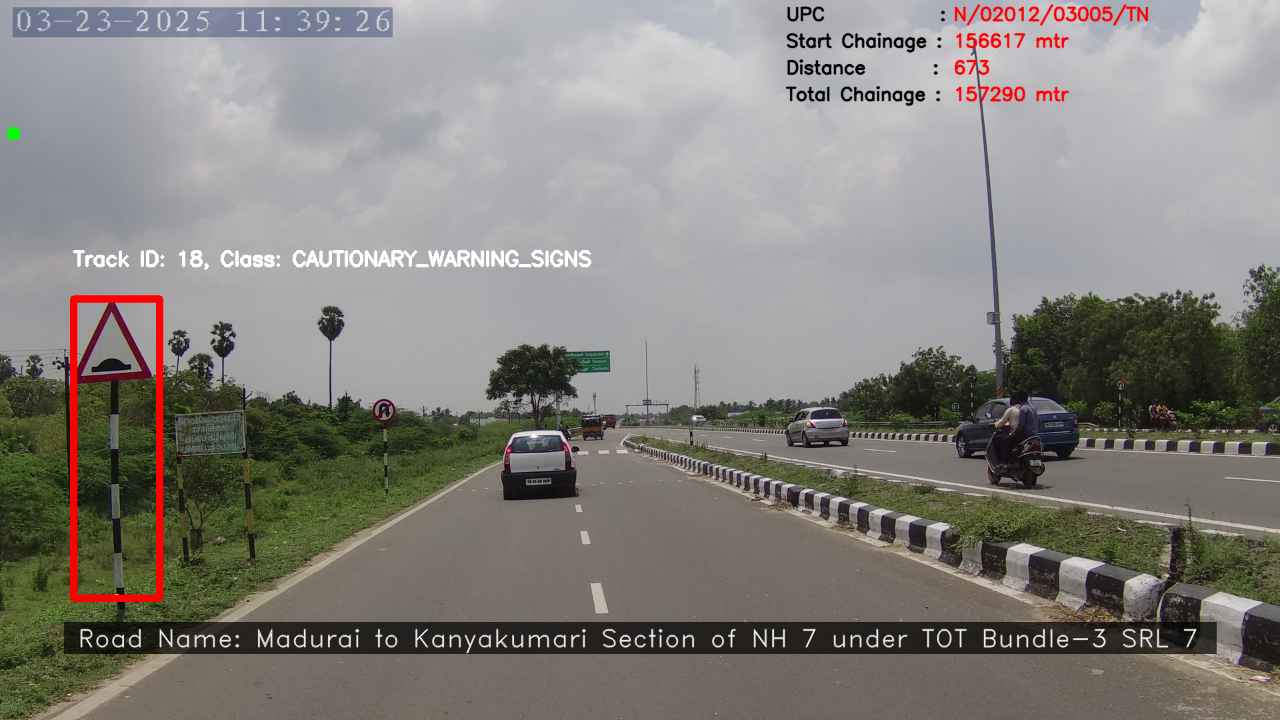 03-23-2025 11:39:26
UPC : N/02012/03005/TN
Start Chainage : 156617 mtr
Distance : 673
Total Chainage : 157290 mtr
Track ID: 18, Class: CAUTIONARY_WARNING_SIGNS
Road Name: Madurai to Kanyakumari Section of NH 7 under TOT Bundle-3 SRL 7